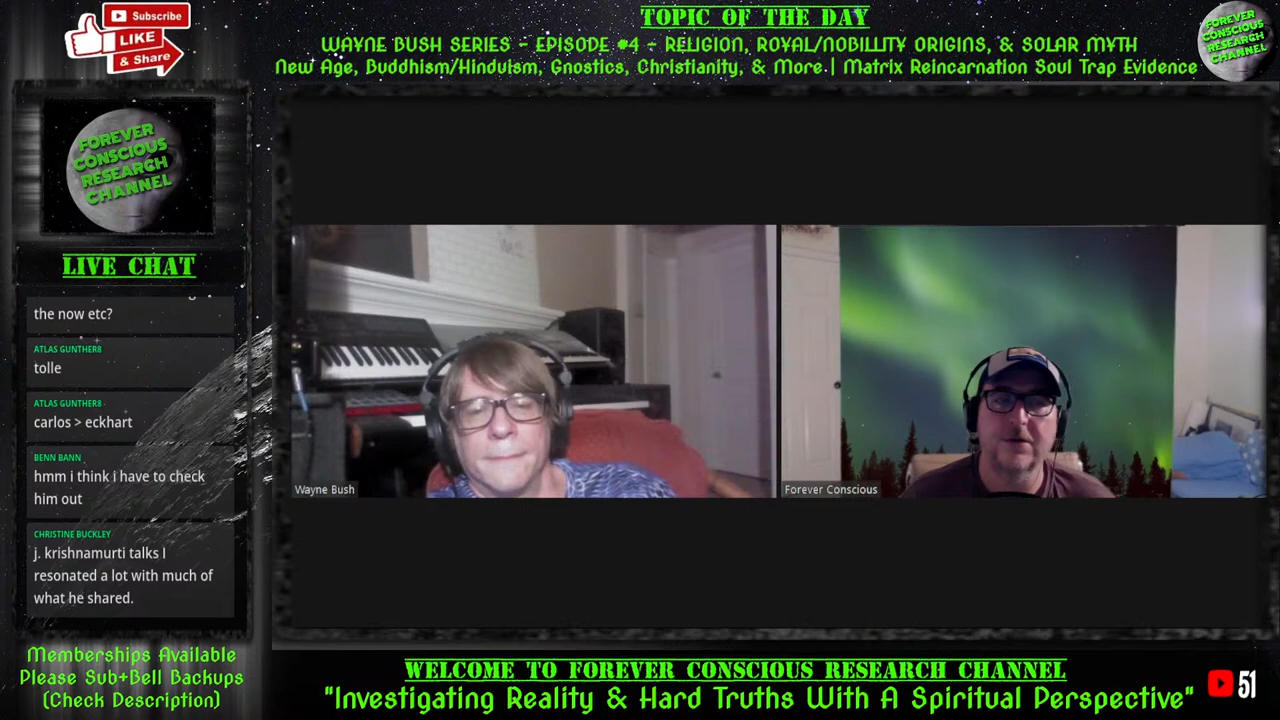 Subscribe
LIKE
& Share
TOPIC OF THE DAY
WAYNE BUSH SERIES - EPISODE #4 - RELIGION, ROYAL/NOBILLITY ORIGINS, & SOLAR MYTH
New Age, Buddhism/Hinduism, Gnostics, Christianity, & More | Matrix Reincarnation Soul Trap Evidence
FOREVER
CONSCIOUS
RESEARCH
CHANNEL
FOREVER
CONSCIOUS
RESEARCH
CHANNEL
LIVE CHAT
the now etc?
ATLAS GUNTHER8
tolle
ATLAS GUNTHER8
carlos > eckhart
BENN BANN
hmm i think i have to check
him out
CHRISTINE BUCKLEY
j. krishnamurti talks I
resonated a lot with much of
what he shared.
Wayne Bush
Forever Conscious
Memberships Available
Please Sub+Bell Backups
(Check Description)
WELCOME TO FOREVER CONSCIOUS RESEARCH CHANNEL
"Investigating Reality & Hard Truths With A Spiritual Perspective"
51